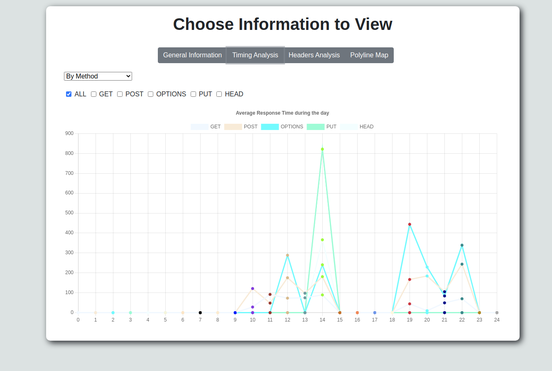 Choose Information to View
General Information Timing Analysis Headers Analysis Polyline Map
By Method
ALL GET POST OPTIONS PUT HEAD
Average Response Time during the day
GET POST OPTIONS PUT HEAD
900
800
700
600
500
400
300
200
100
0
0 1 2 3 4 5 6 7 8 9 10 11 12 13 14 15 16 17 18 19 20 21 22 23 24